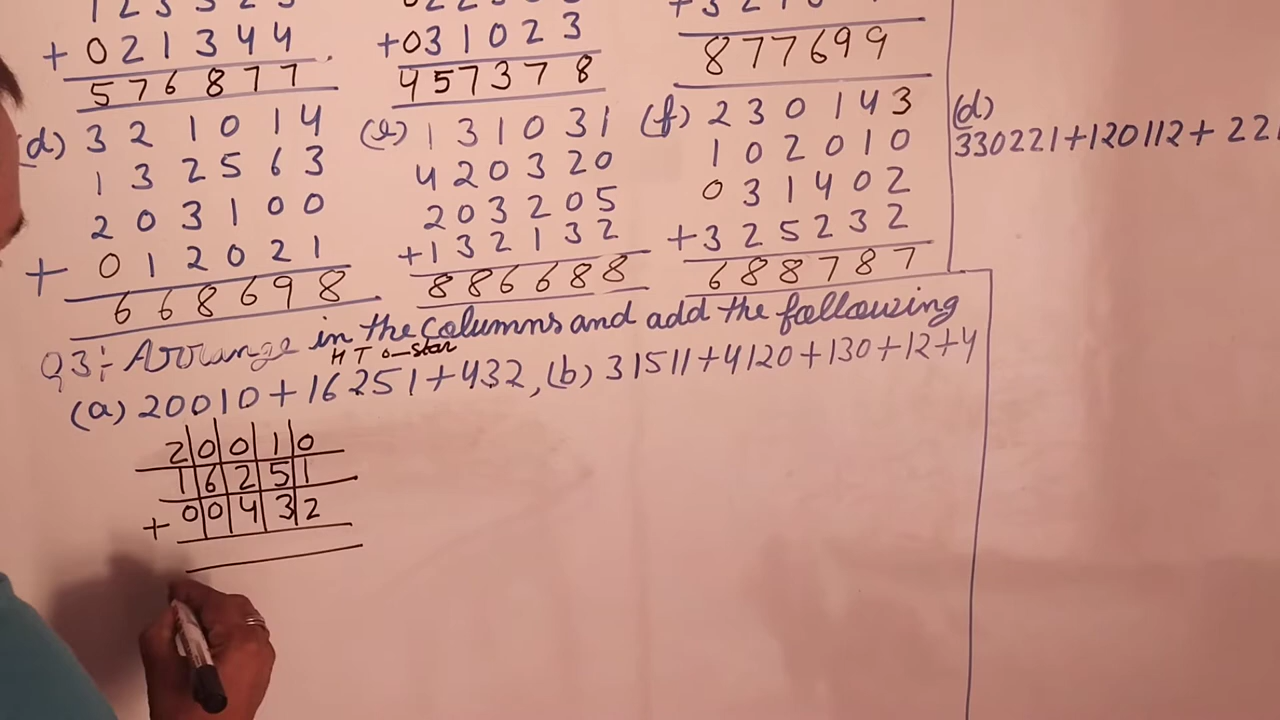 + 0 2 1 3 4 4
5 7 6 8 7 7
+ 0 3 1 0 2 3
4 5 7 3 7 8
8 7 7 6 9 9
(d) 3 2 1 0 1 4
1 3 2 5 6 3
2 0 3 1 0 0
+ 0 1 2 0 2 1
6 6 8 6 9 8
(e) 1 3 1 0 3 1
4 2 0 3 2 0
2 0 3 2 0 5
+ 1 3 2 1 3 2
8 8 6 6 8 8
(f) 2 3 0 1 4 3
1 0 2 0 1 0
0 3 1 4 0 2
+ 3 2 5 2 3 2
6 8 8 7 8 7
(d)
330221+120112+ 22
Q3:- Arrange in the columns and add the following
H T O-star
(a) 20010 + 16251 + 432, (b) 31511 + 4120 + 130 + 12 + 4
2 0 0 1 0
1 6 2 5 1
+ 0 0 4 3 2